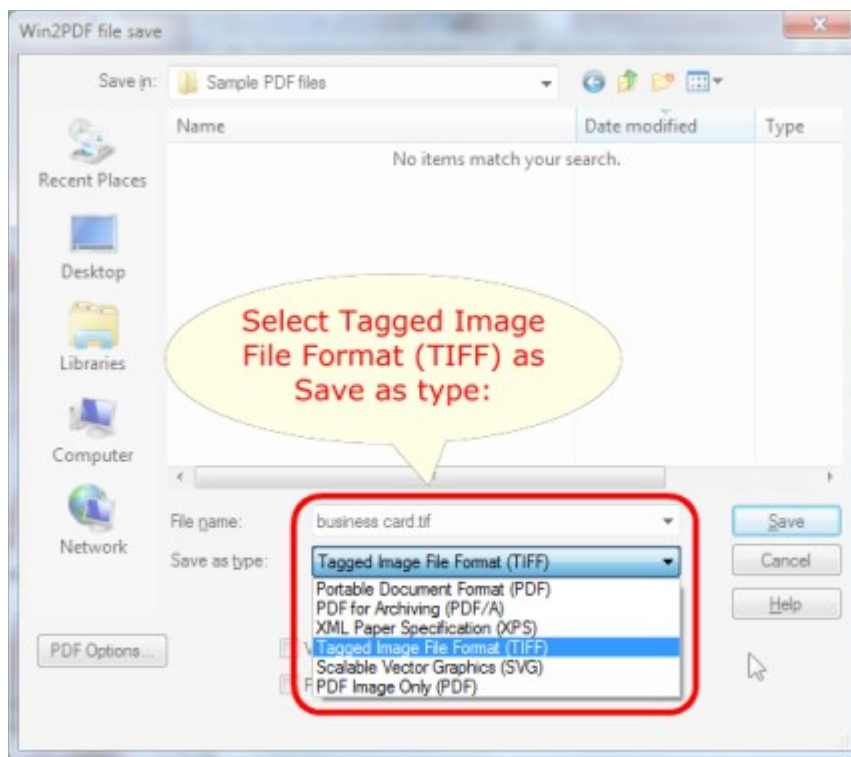 Win2PDF file save
Save in: Sample PDF files
Name Date modified Type
No items match your search.
Recent Places
Desktop
Libraries
Computer
Network
Select Tagged Image
File Format (TIFF) as
Save as type:
File name: business card.tif Save
Save as type: Tagged Image File Format (TIFF) Cancel
Portable Document Format (PDF)
PDF for Archiving (PDF/A)
XML Paper Specification (XPS)
Tagged Image File Format (TIFF)
Scalable Vector Graphics (SVG)
PDF Image Only (PDF)
Help
PDF Options...